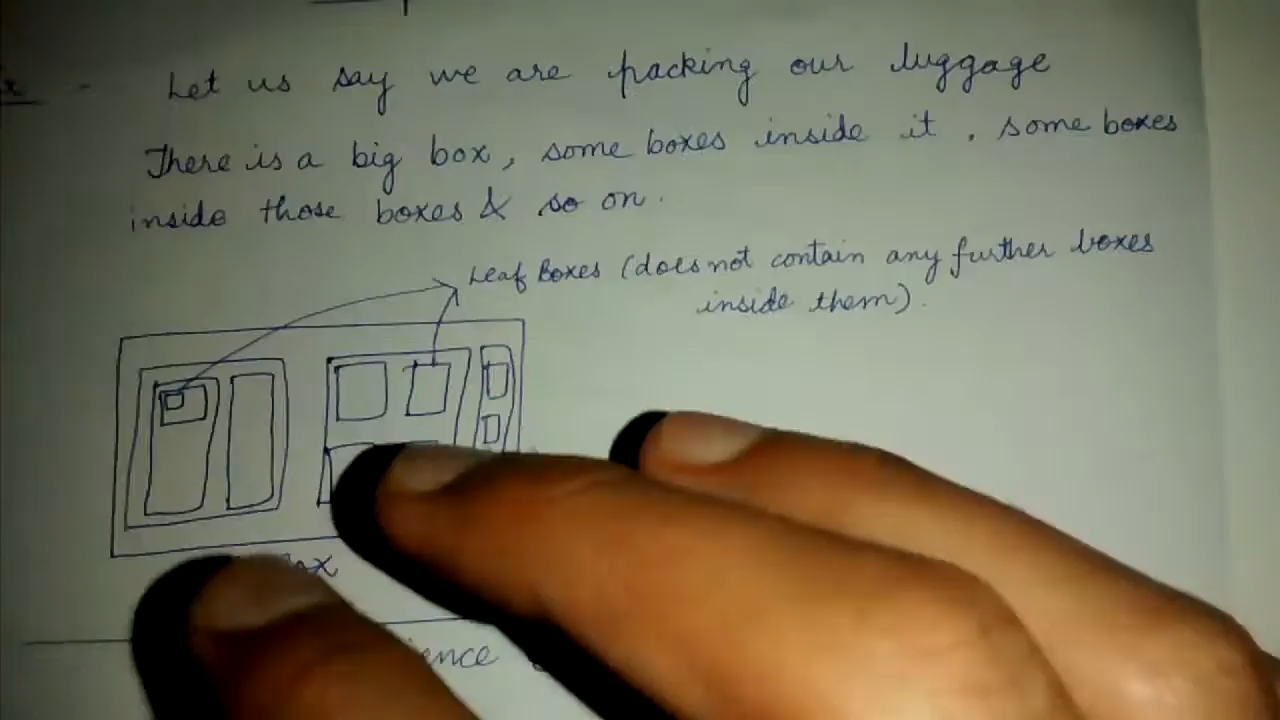 Let us say we are packing our luggage
There is a big box, some boxes inside it, some boxes
inside those boxes & so on.
Leaf Boxes (does not contain any further boxes
inside them).